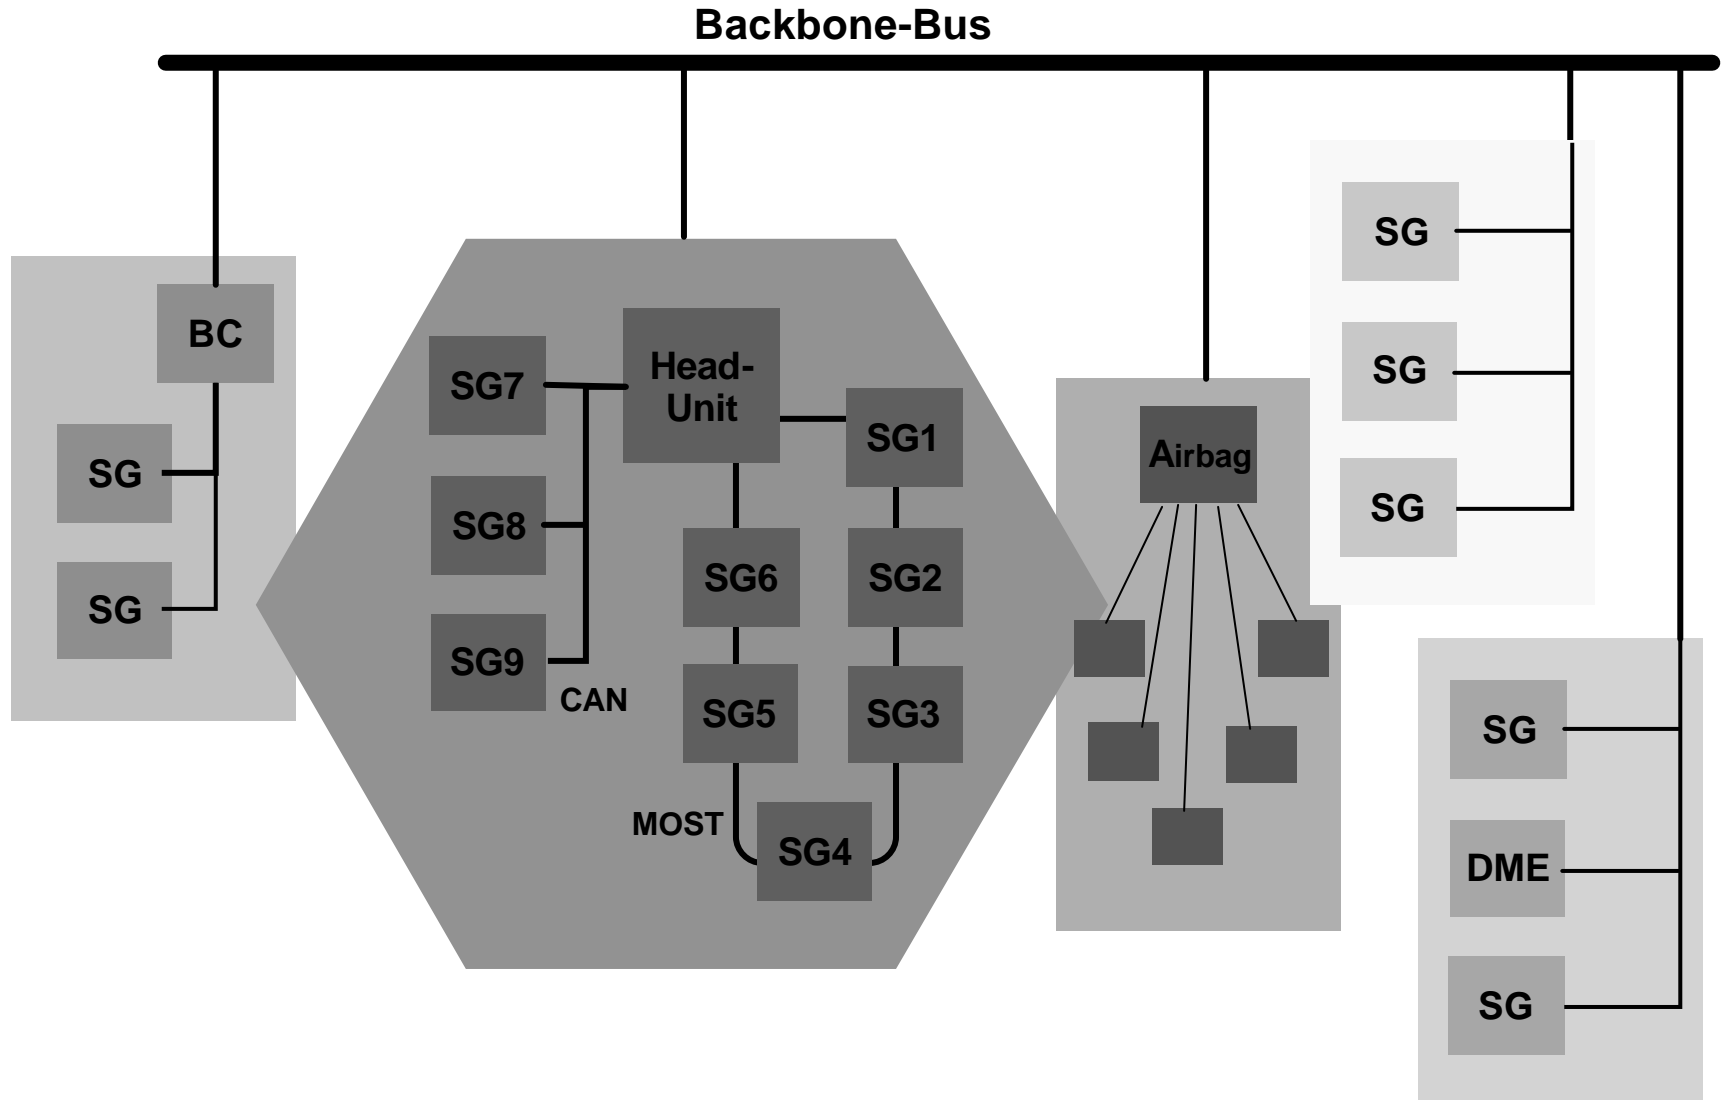 Backbone-Bus
BC
SG
SG
Head-
Unit
SG7
SG8
SG9
CAN
SG1
SG6
SG2
SG5
SG3
MOST
SG4
Airbag
SG
SG
SG
SG
DME
SG